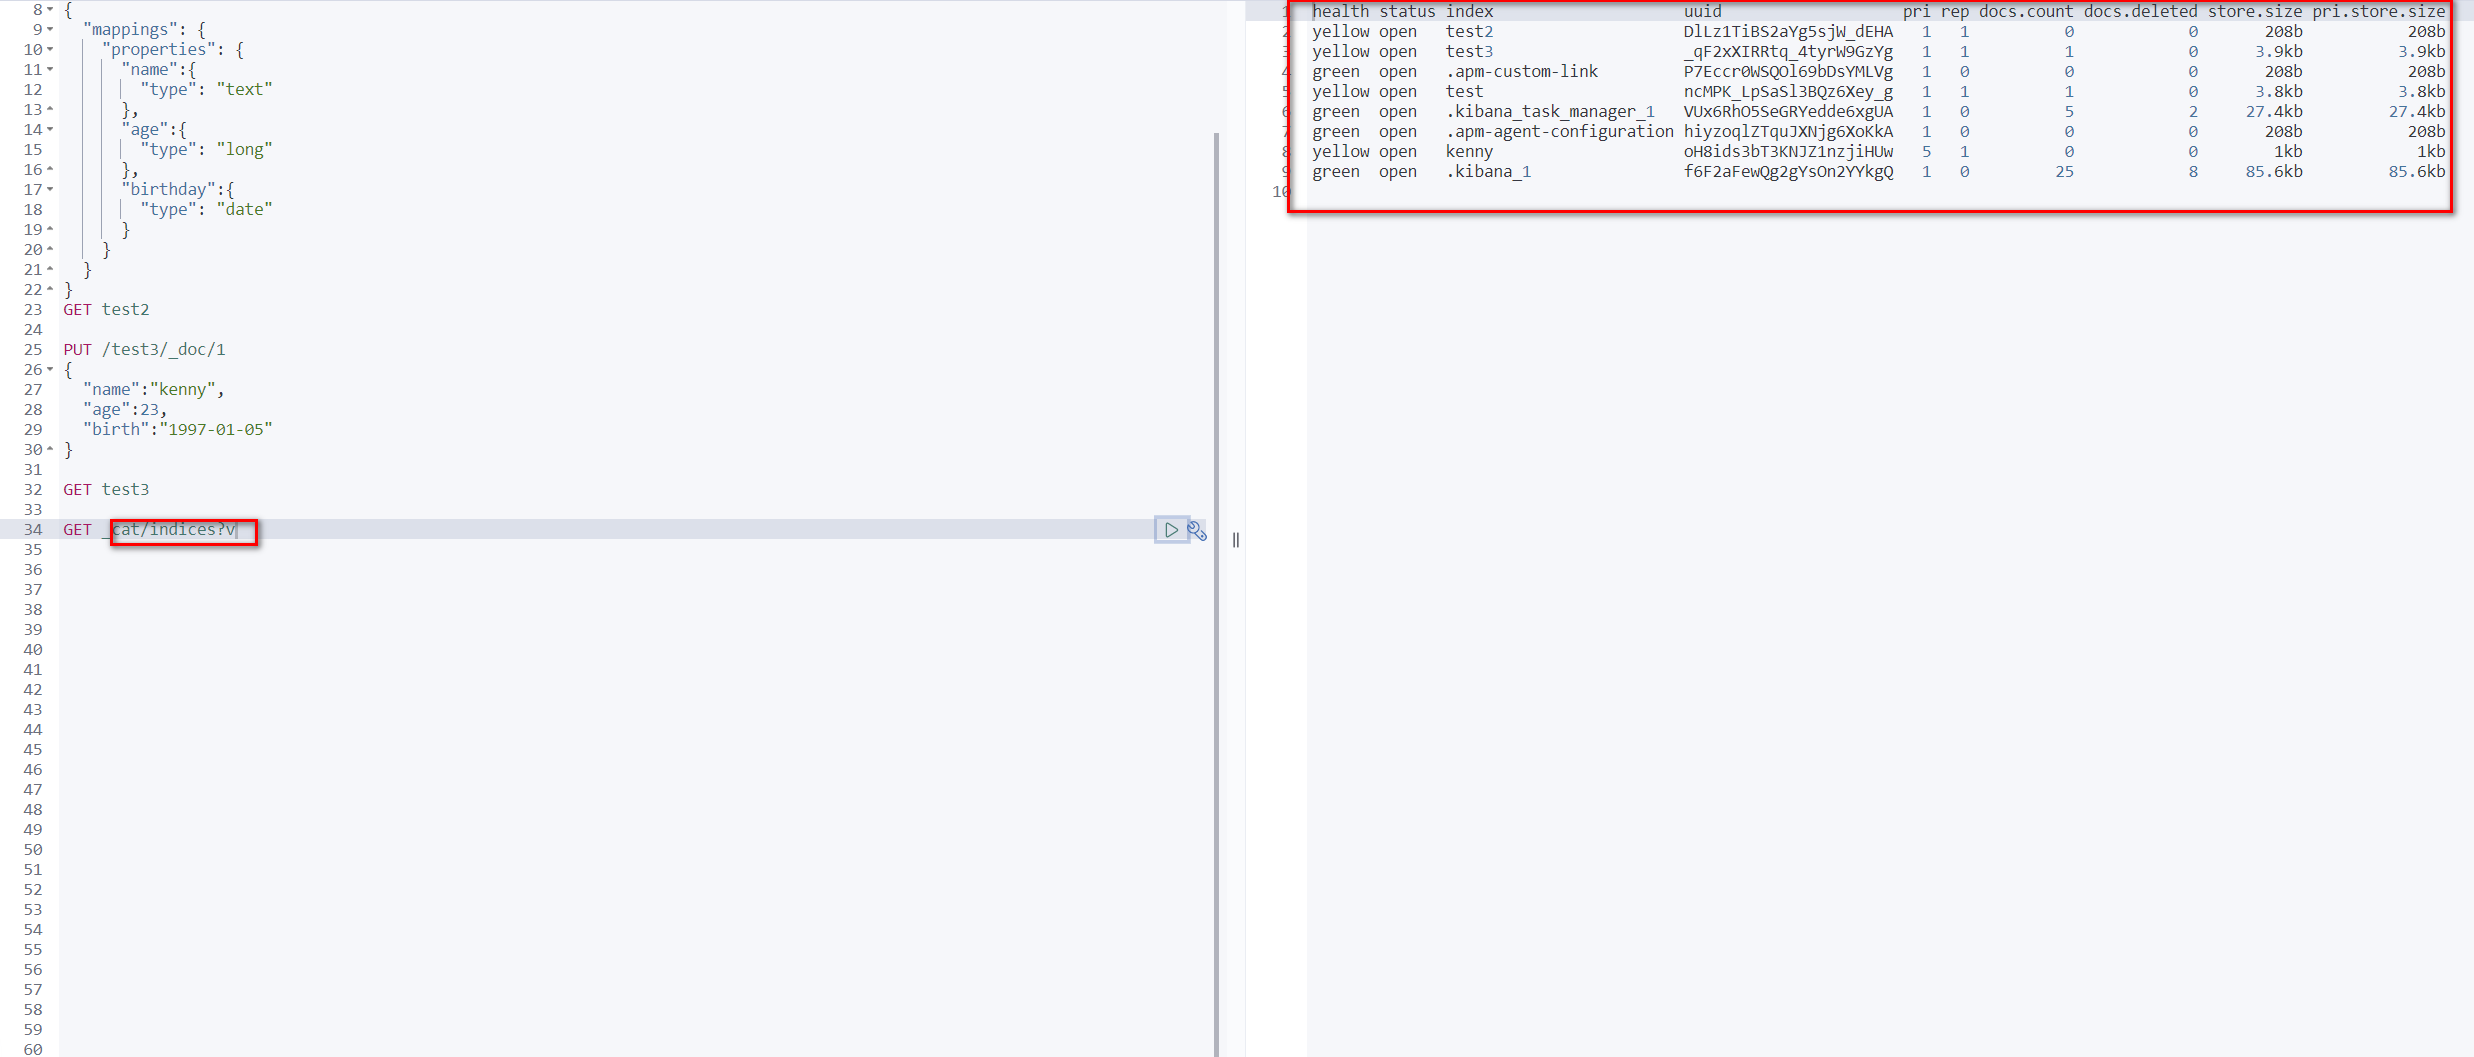 8 {
9 "mappings": {
10 "properties": {
11 "name":{
12 "type": "text"
13 },
14 "age":{
15 "type": "long"
16 },
17 "birthday":{
18 "type": "date"
19 }
20 }
21 }
22 }
23 GET test2
24
25 PUT /test3/_doc/1
26 {
27 "name":"kenny",
28 "age":23,
29 "birth":"1997-01-05"
30 }
31
32 GET test3
33
34 GET _cat/indices?v
35
36
37
38
39
40
41
42
43
44
45
46
47
48
49
50
51
52
53
54
55
56
57
58
59
60
1 health status index uuid pri rep docs.count docs.deleted store.size pri.store.size
2 yellow open test2 DlLz1TiBS2aYg5sjW_dEHA 1 1 0 0 208b 208b
3 yellow open test3 _qF2xXIRRtq_4tyrW9GzYg 1 1 1 0 3.9kb 3.9kb
4 green open .apm-custom-link P7Eccr0WSQOl69bDsYMLVg 1 0 0 0 208b 208b
5 yellow open test ncMPK_LpSaSl3BQz6Xey_g 1 1 1 0 3.8kb 3.8kb
6 green open .kibana_task_manager_1 VUx6RhO5SeGRYedde6xgUA 1 0 5 2 27.4kb 27.4kb
7 green open .apm-agent-configuration hiyzoqlZTquJXNjg6XoKkA 1 0 0 0 208b 208b
8 yellow open kenny oH8ids3bT3KNJZ1nzjiHUw 5 1 0 0 1kb 1kb
9 green open .kibana_1 f6F2aFewQg2gYsOn2YYkgQ 1 0 25 8 85.6kb 85.6kb
10